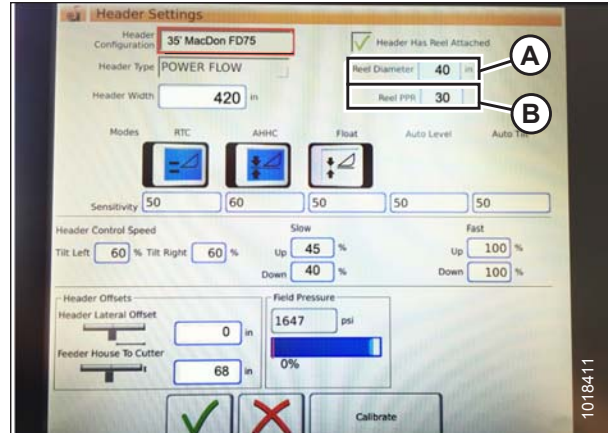 Header Settings
Header Configuration
35' MacDon FD75
Header Has Reel Attached
Header Type
POWER FLOW
Reel Diameter
40
in
A
Header Width
420
in
Reel PPR
30
B
Modes
RTC
AHHC
Float
Auto Level
Sensitivity
50
60
50
50
50
Header Control Speed
Tilt Left
60
%
Tilt Right
60
%
Slow
Up
45
%
Down
40
%
Fast
Up
100
%
Down
100
%
Header Offsets
Header Lateral Offset
0
in
Feeder House To Cutter
68
in
Field Pressure
1647
psi
0%
Calibrate
1018411